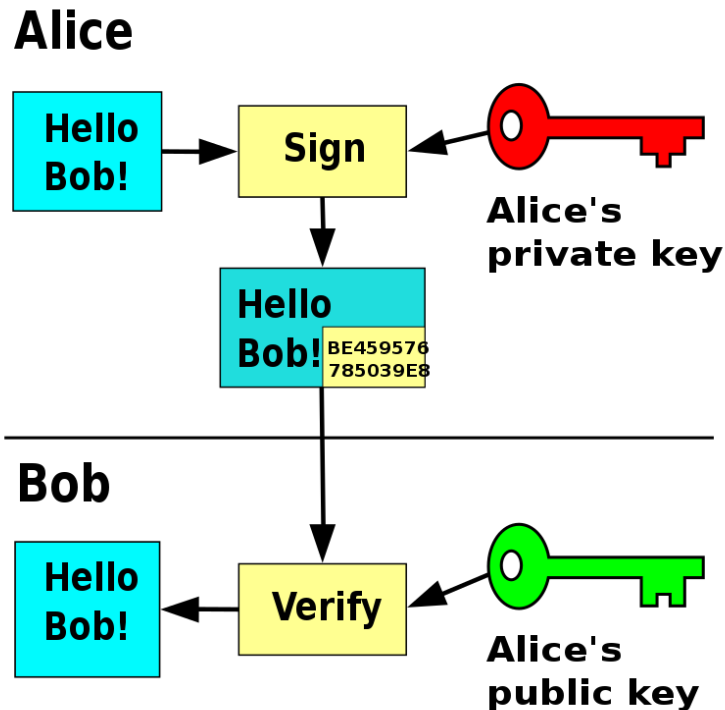 Alice
Hello
Bob!
Sign
Alice's
private key
Hello
Bob!
BE459576
785039E8
Bob
Hello
Bob!
Verify
Alice's
public key